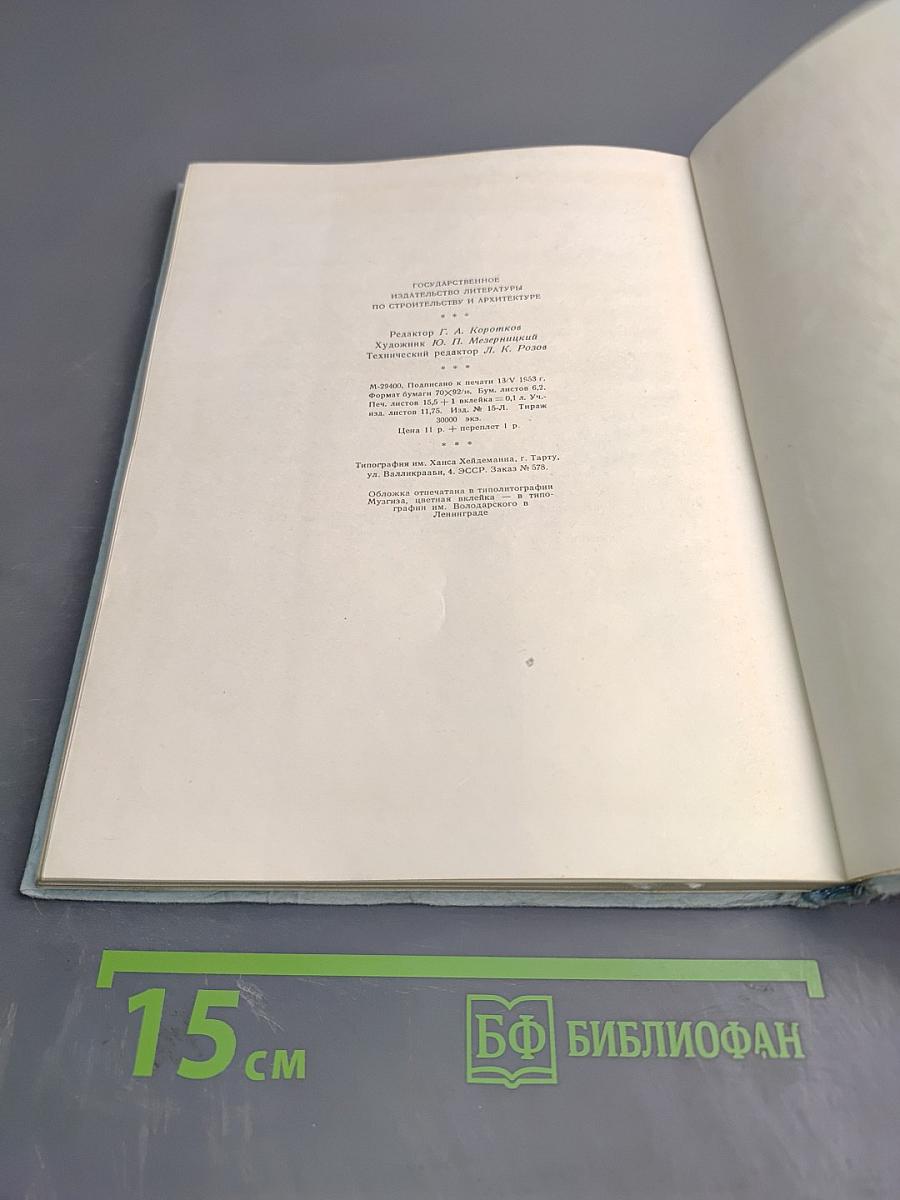 ГОСУДАРСТВЕННОЕ
ИЗДАТЕЛЬСТВО ЛИТЕРАТУРЫ
ПО СТРОИТЕЛЬСТВУ И АРХИТЕКТУРЕ
* * *
Редактор Г. А. Коротков
Художник Ю. П. Мезерницкий
Технический редактор Л. К. Розов
* * *
М-29400. Подписано к печати 13/V 1953 г.
Формат бумаги 70×92/16. Бум. листов 6,2.
Печ. листов 15,5 + 1 вклейка = 0,1 л. Уч.-
изд. листов 11,75. Изд. № 15-Л. Тираж
30000 экз.
Цена 11 р. + переплет 1 р.
* * *
Типография им. Ханса Хейдеманна, г. Тарту,
ул. Валликраави, 4. ЭССР. Заказ № 578.
Обложка отпечатана в типолитографии
Музгиза, цветная вклейка — в типо-
графии им. Володарского в
Ленинграде
15 см
БФ БИБЛИОФАН